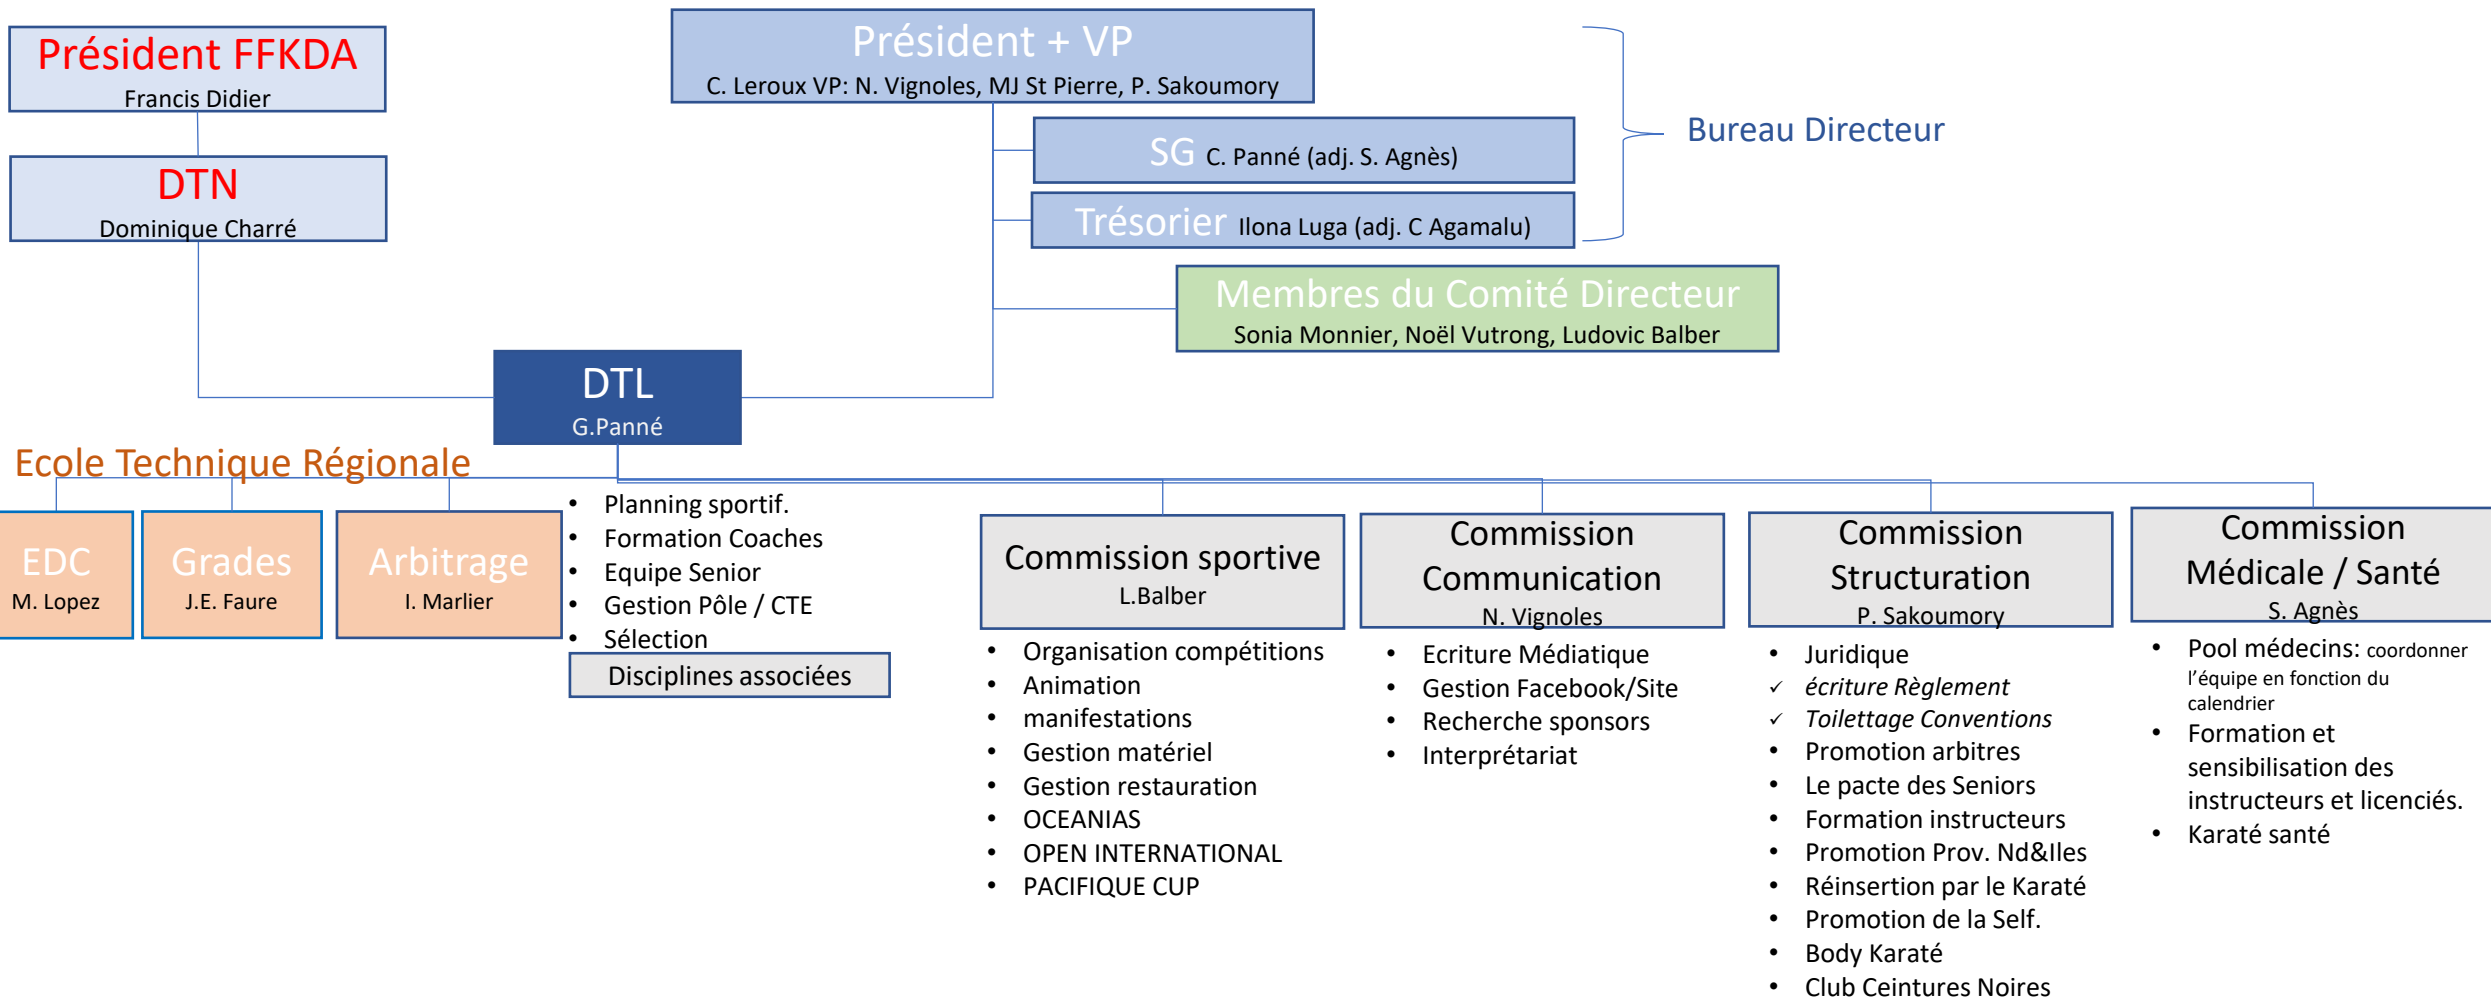 Président FFKDA
Francis Didier
DTN
Dominique Charré
Président + VP
C. Leroux VP: N. Vignoles, MJ St Pierre, P. Sakoumory
SG C. Panné (adj. S. Agnès)
Trésorier Ilona Luga (adj. C Agamalu)
Bureau Directeur
Membres du Comité Directeur
Sonia Monnier, Noël Vutrong, Ludovic Balber
DTL
G.Panné
Ecole Technique Régionale
EDC
M. Lopez
Grades
J.E. Faure
Arbitrage
I. Marlier
• Planning sportif.
• Formation Coaches
• Equipe Senior
• Gestion Pôle / CTE
• Sélection
Disciplines associées
Commission sportive
L.Balber
• Organisation compétitions
• Animation
• manifestations
• Gestion matériel
• Gestion restauration
• OCEANIAS
• OPEN INTERNATIONAL
• PACIFIQUE CUP
Commission
Communication
N. Vignoles
• Ecriture Médiatique
• Gestion Facebook/Site
• Recherche sponsors
• Interprétariat
Commission
Structuration
P. Sakoumory
• Juridique
✓ écriture Règlement
✓ Toilettage Conventions
• Promotion arbitres
• Le pacte des Seniors
• Formation instructeurs
• Promotion Prov. Nd&Iles
• Réinsertion par le Karaté
• Promotion de la Self.
• Body Karaté
• Club Ceintures Noires
Commission
Médicale / Santé
S. Agnès
• Pool médecins: coordonner
l'équipe en fonction du
calendrier
• Formation et
sensibilisation des
instructeurs et licenciés.
• Karaté santé